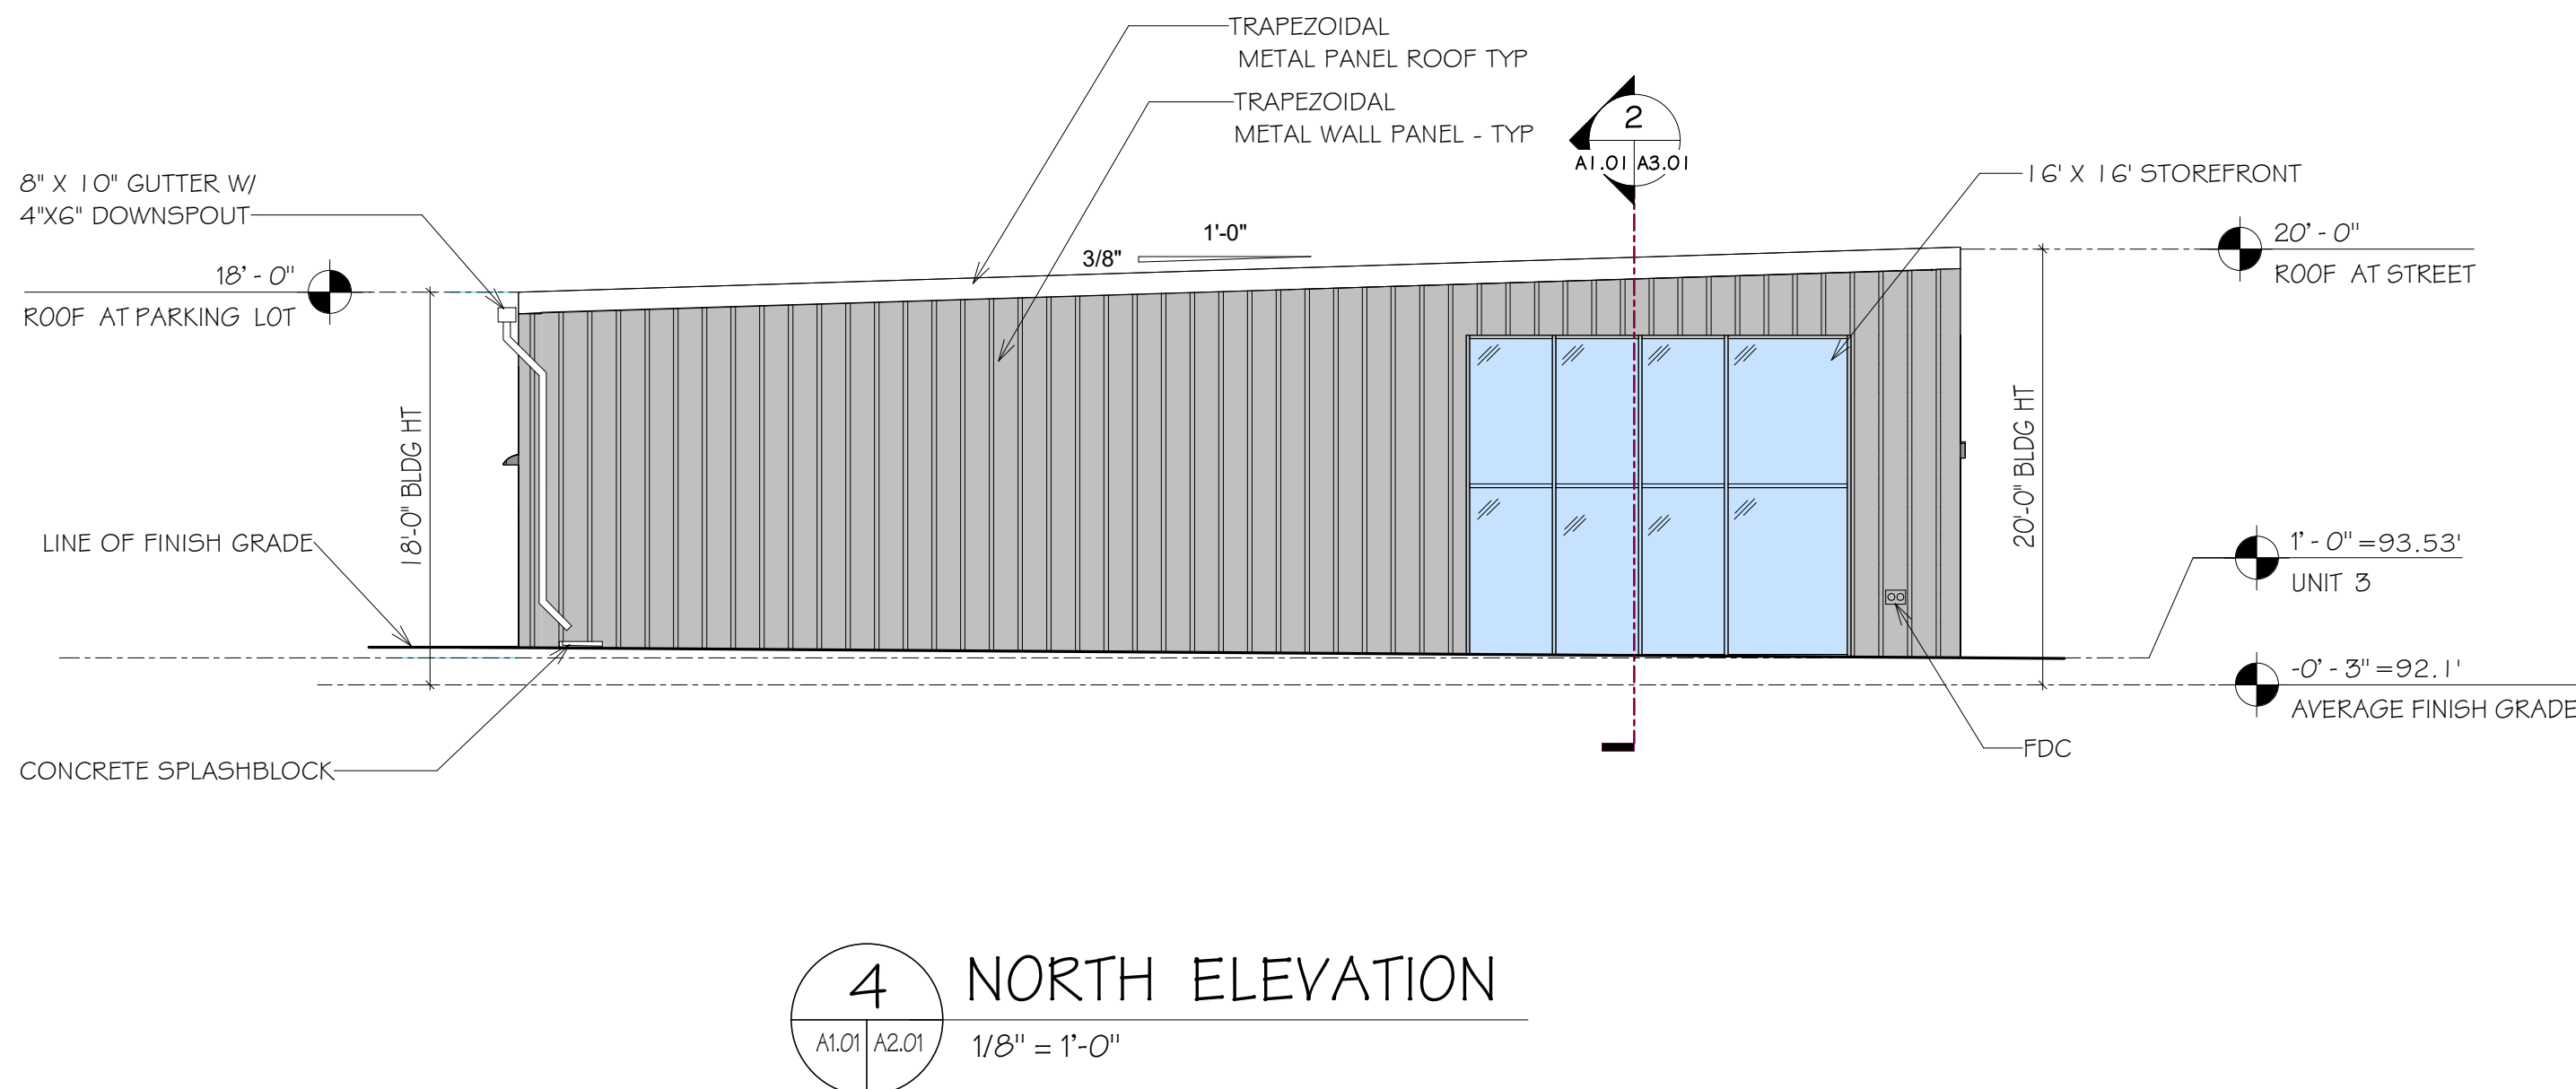 TRAPEZOIDAL
METAL PANEL ROOF TYP
TRAPEZOIDAL
METAL WALL PANEL - TYP
2
A1.01 A3.01
8" X 10" GUTTER W/
4"X6" DOWNSPOUT
16' X 16' STOREFRONT
1'-0"
3/8"
18' - 0"
ROOF AT PARKING LOT
20' - 0"
ROOF AT STREET
18'-0" BLDG HT
20'-0" BLDG HT
LINE OF FINISH GRADE
1' - 0" =93.53'
UNIT 3
-0' - 3" =92.1'
AVERAGE FINISH GRADE
FDC
CONCRETE SPLASHBLOCK
4
A1.01 A2.01
NORTH ELEVATION
1/8" = 1'-0"